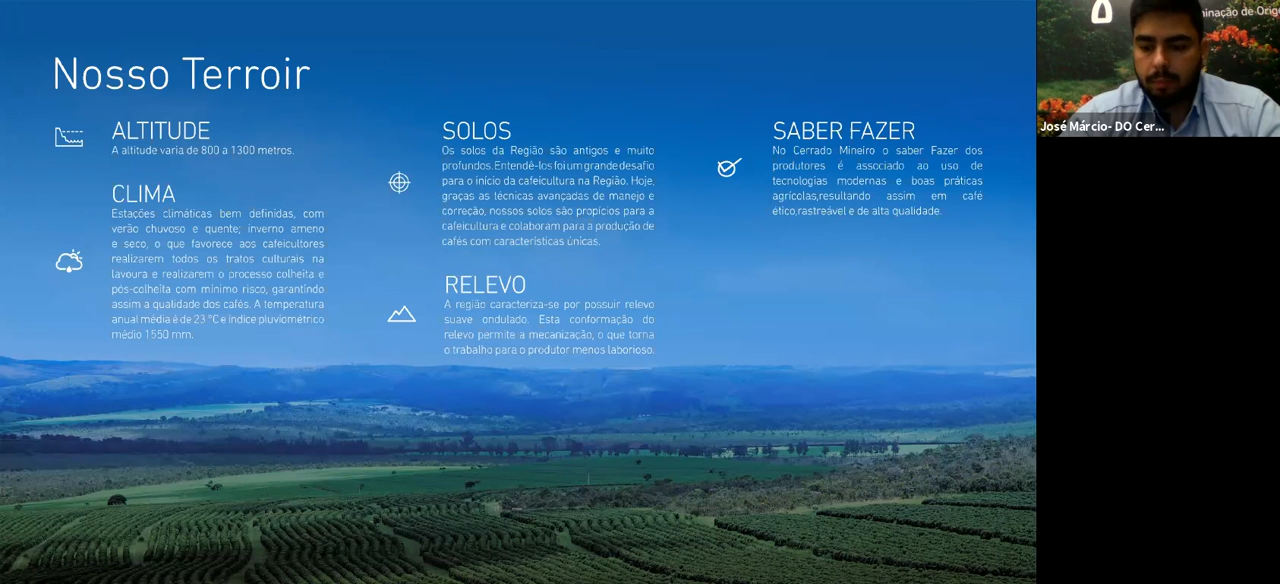 Nosso Terroir
ALTITUDE
A altitude varia de 800 a 1300 metros.
CLIMA
Estações climáticas bem definidas, com
verão chuvoso e quente; inverno ameno
e seco, o que favorece aos cafeicultores
realizarem todos os tratos culturais na
lavoura e realizarem o processo colheita e
pós-colheita com mínimo risco, garantindo
assim a qualidade dos cafés. A temperatura
anual média é de 23 °C e índice pluviométrico
médio 1550 mm.
SOLOS
Os solos da Região são antigos e muito
profundos. Entendê-los foi um grande desafio
para o início da cafeicultura na Região. Hoje,
graças as técnicas avançadas de manejo e
correção, nossos solos são propícios para a
cafeicultura e colaboram para a produção de
cafés com características únicas.
RELEVO
A região caracteriza-se por possuir relevo
suave ondulado. Esta conformação do
relevo permite a mecanização, o que torna
o trabalho para o produtor menos laborioso.
SABER FAZER
No Cerrado Mineiro o saber Fazer dos
produtores é associado ao uso de
tecnologias modernas e boas práticas
agrícolas,resultando assim em café
ético,rastreável e de alta qualidade.
inação de Orig
José Márcio- DO Cer...